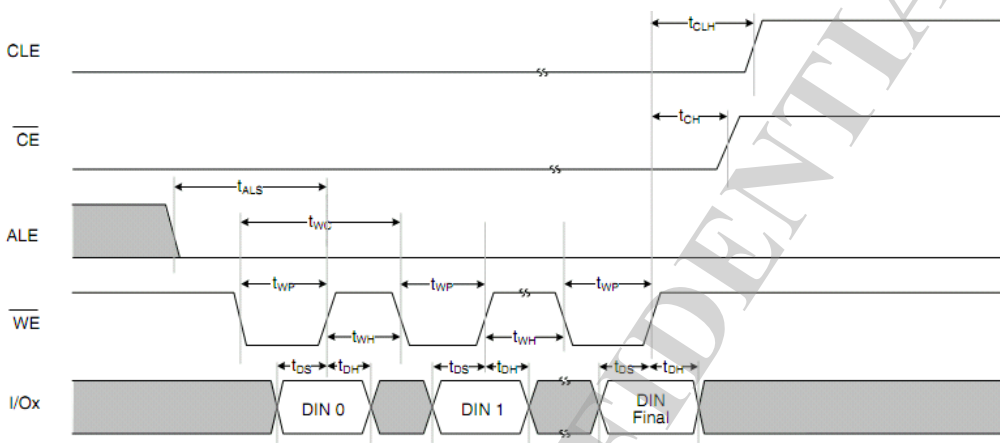 tCLH
CLE
tCH
CE
tALS
tWC
ALE
tWP tWP tWP
WE
tWH tWH
tDS tDH tDS tDH tDS tDH
I/Ox DIN 0 DIN 1 DIN
Final